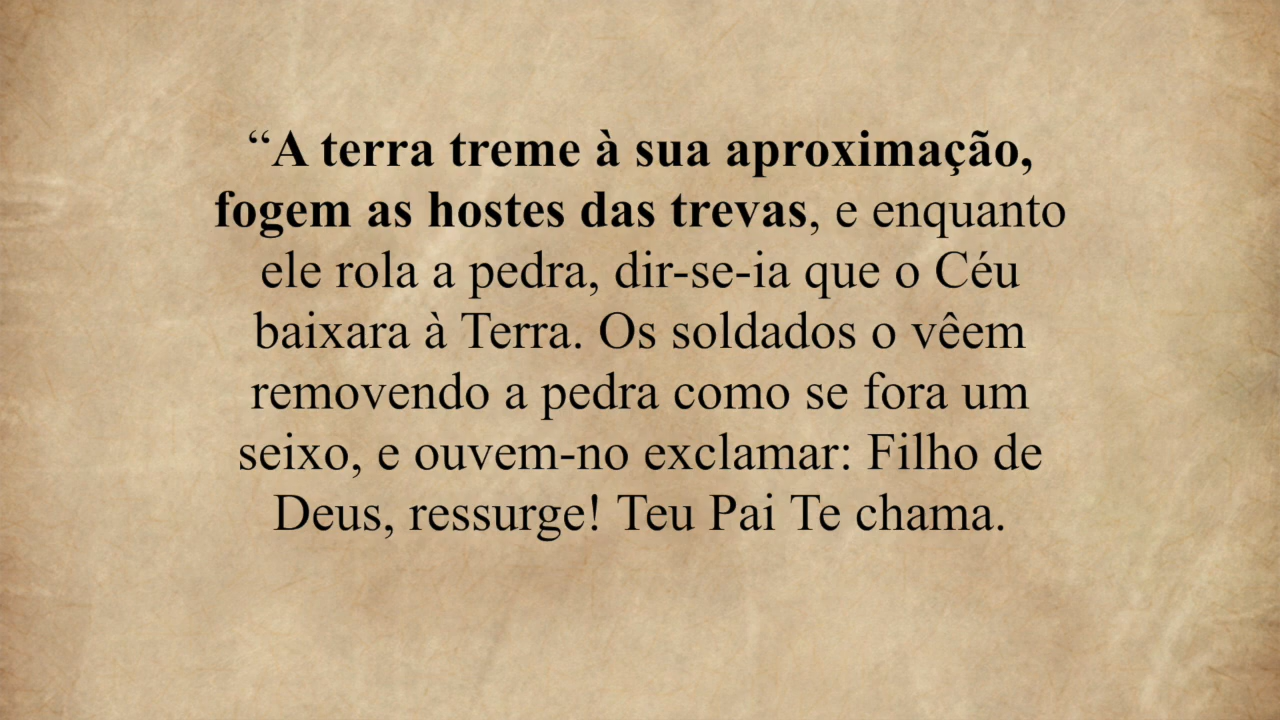 “A terra treme à sua aproximação,
fogem as hostes das trevas, e enquanto
ele rola a pedra, dir-se-ia que o Céu
baixara à Terra. Os soldados o vêem
removendo a pedra como se fora um
seixo, e ouvem-no exclamar: Filho de
Deus, ressurge! Teu Pai Te chama.